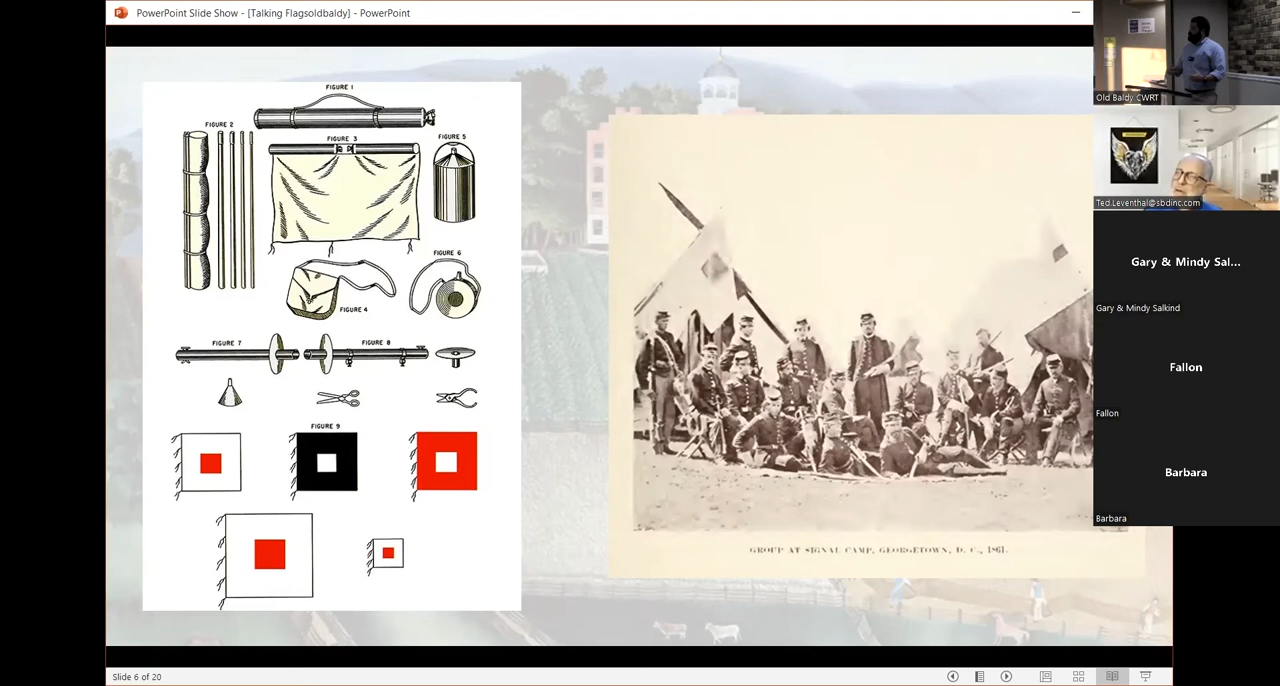 PowerPoint Slide Show - [Talking Flagsoldbaldy] - PowerPoint
FIGURE 1
FIGURE 2
FIGURE 3
FIGURE 5
FIGURE 6
FIGURE 4
FIGURE 7
FIGURE 8
FIGURE 9
GROUP AT SIGNAL CAMP, GEORGETOWN, D. C., 1861.
Old Baldy CWRT
Ted.Leventhal@sbdinc.com
Gary & Mindy Sal...
Gary & Mindy Salkind
Fallon
Fallon
Barbara
Barbara
Slide 6 of 20